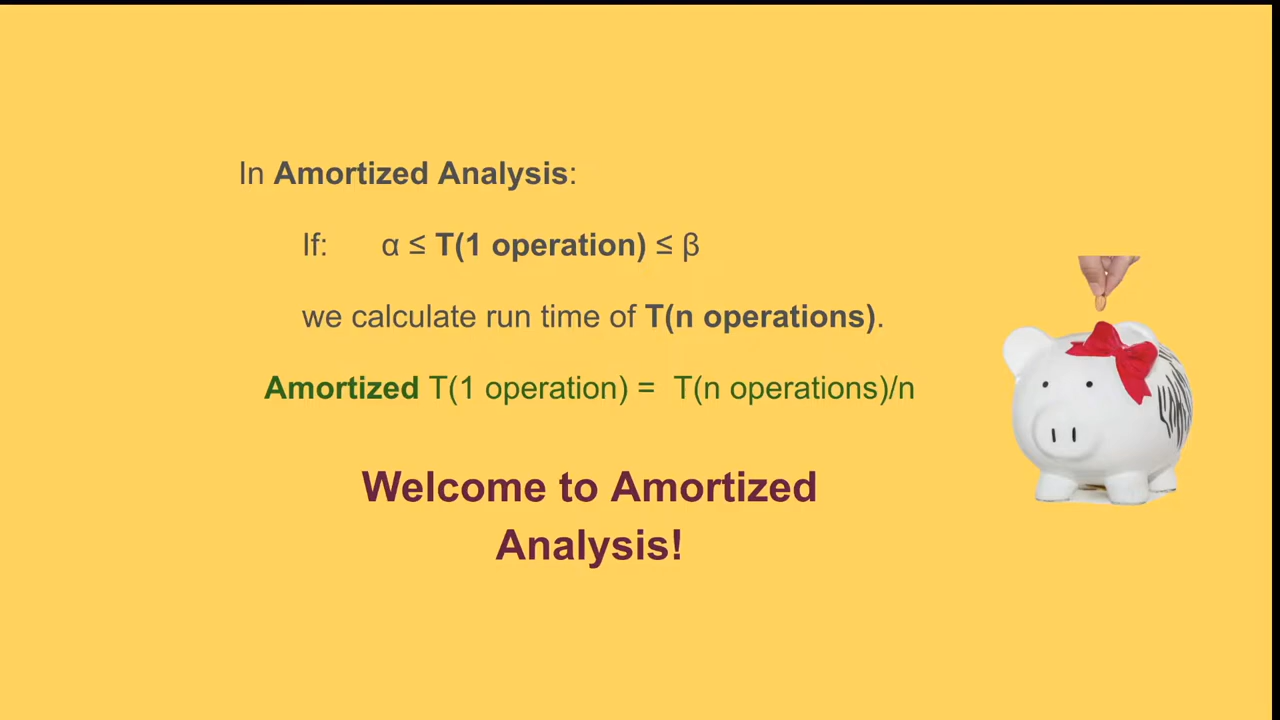 In Amortized Analysis:
If: α ≤ T(1 operation) ≤ β
we calculate run time of T(n operations).
Amortized T(1 operation) = T(n operations)/n
Welcome to Amortized
Analysis!